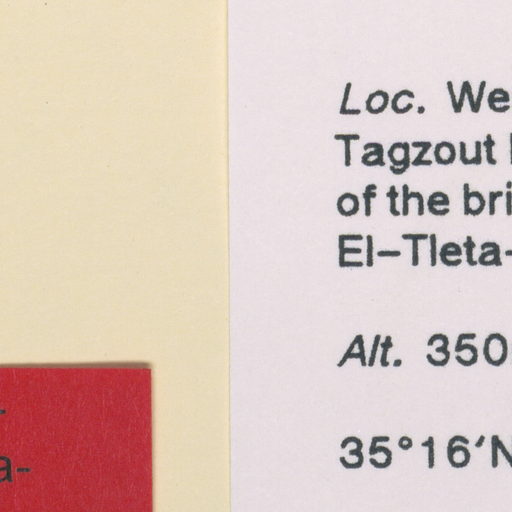 Loc. We
Tagzout
of the bri
El-Tleta-
Alt. 350
35°16′N
-
a-